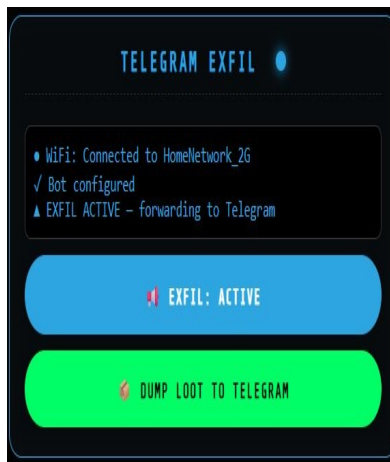 TELEGRAM EXFIL
● WiFi: Connected to HomeNetwork_2G
✓ Bot configured
▲ EXFIL ACTIVE — forwarding to Telegram
📢 EXFIL: ACTIVE
📦 DUMP LOOT TO TELEGRAM